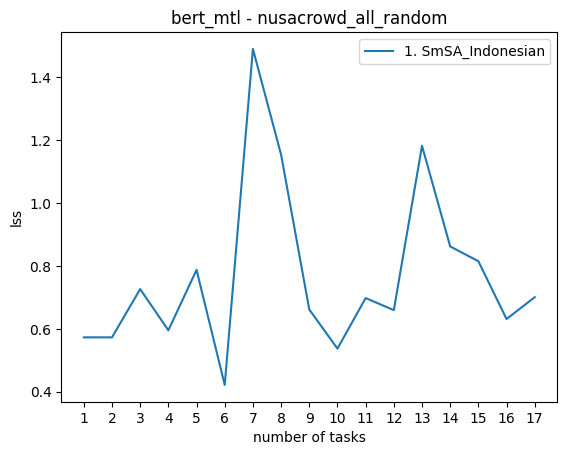 bert_mtl - nusacrowd_all_random
1. SmSA_Indonesian
lss
1.4
1.2
1.0
0.8
0.6
0.4
1 2 3 4 5 6 7 8 9 10 11 12 13 14 15 16 17
number of tasks